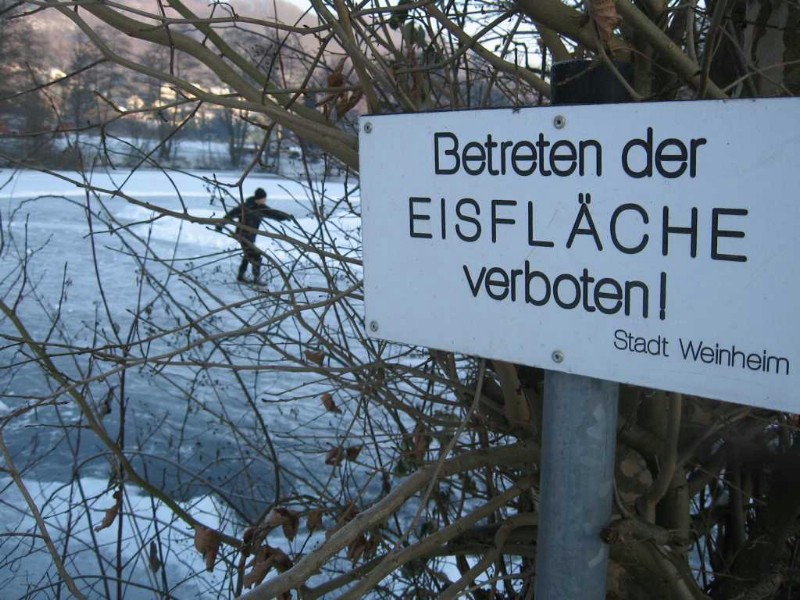 Betreten der
EISFLÄCHE
verboten!
Stadt Weinheim